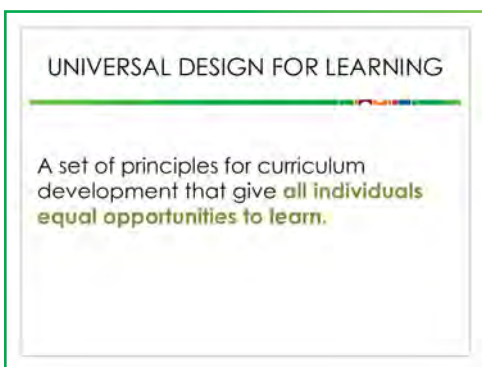 UNIVERSAL DESIGN FOR LEARNING
A set of principles for curriculum
development that give all individuals
equal opportunities to learn.